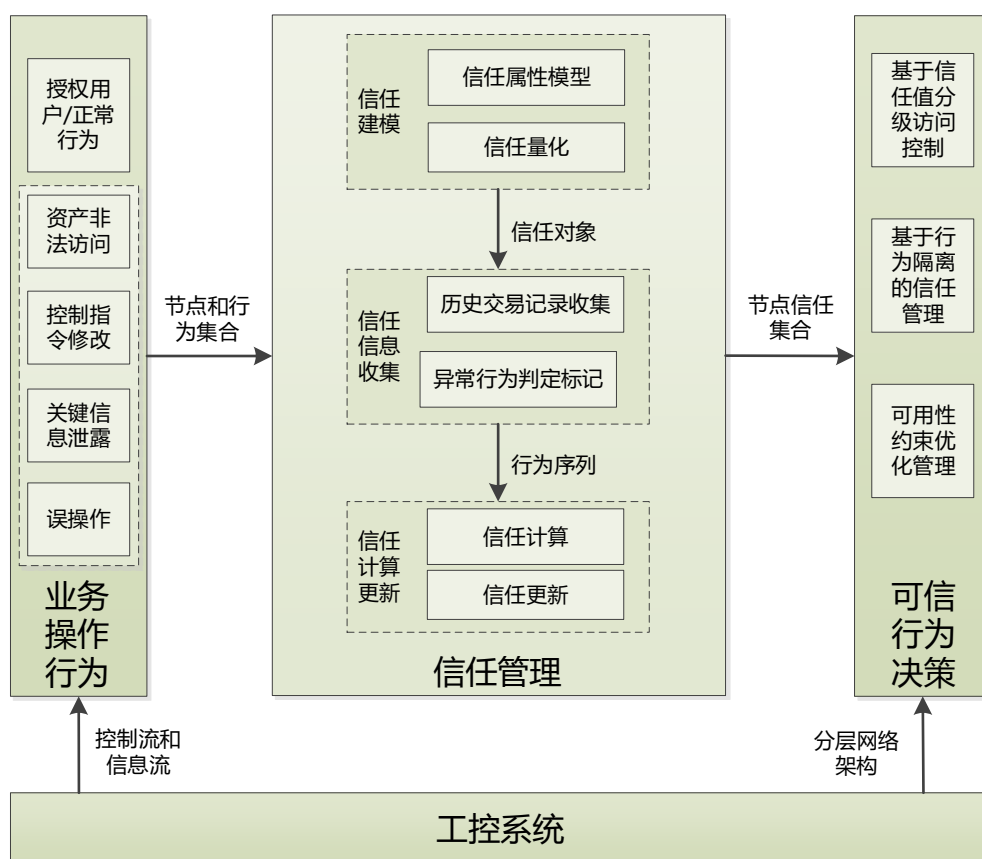 授权用
户/正常
行为
资产非
法访问
控制指
令修改
关键信
息泄露
误操作
业务
操作
行为
节点和行
为集合
信任
建模
信任属性模型
信任量化
信任对象
信任
信息
收集
历史交易记录收集
异常行为判定标记
行为序列
信任
计算
更新
信任计算
信任更新
信任管理
节点信任
集合
基于信
任值分
级访问
控制
基于行
为隔离
的信任
管理
可用性
约束优
化管理
可信
行为
决策
控制流和
信息流
分层网络
架构
工控系统